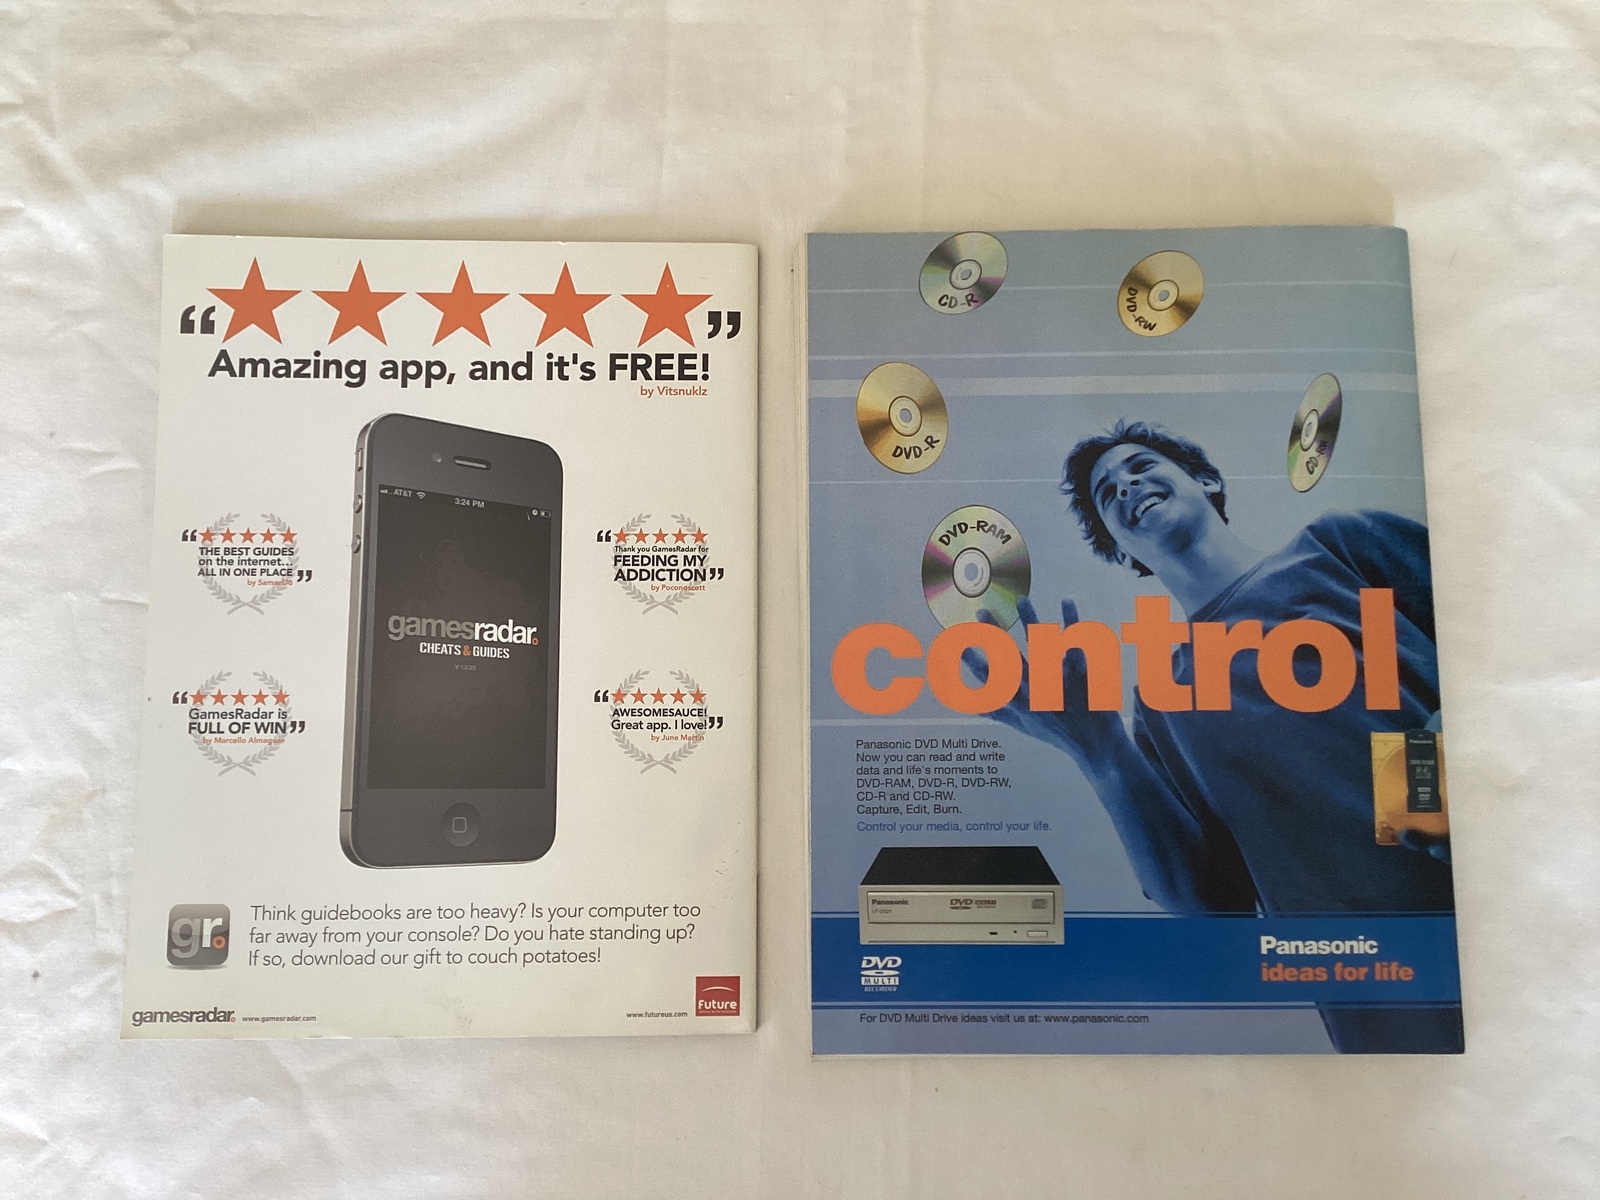 “ ”
Amazing app, and it's FREE!
by Vitsnuklz
AT&T 3:24 PM
“THE BEST GUIDES
on the internet...
ALL IN ONE PLACE”
“Thank you GamesRadar for
FEEDING MY
ADDICTION”
by Poconoscott
gamesradar.
CHEATS & GUIDES
“GamesRadar is
FULL OF WIN”
by Marcello Almaguer
“AWESOMESAUCE!
Great app. I love!”
by June Martin
gr.
Think guidebooks are too heavy? Is your computer too
far away from your console? Do you hate standing up?
If so, download our gift to couch potatoes!
gamesradar. www.gamesradar.com
www.futureus.com
Future
CD-R
DVD-RW
DVD-R
DVD-RAM
control
Panasonic DVD Multi Drive.
Now you can read and write
data and life's moments to
DVD-RAM, DVD-R, DVD-RW,
CD-R and CD-RW.
Capture, Edit, Burn.
Control your media, control your life.
Panasonic
DVD
DVD
MULTI
RECORDER
Panasonic
ideas for life
For DVD Multi Drive ideas visit us at: www.panasonic.com